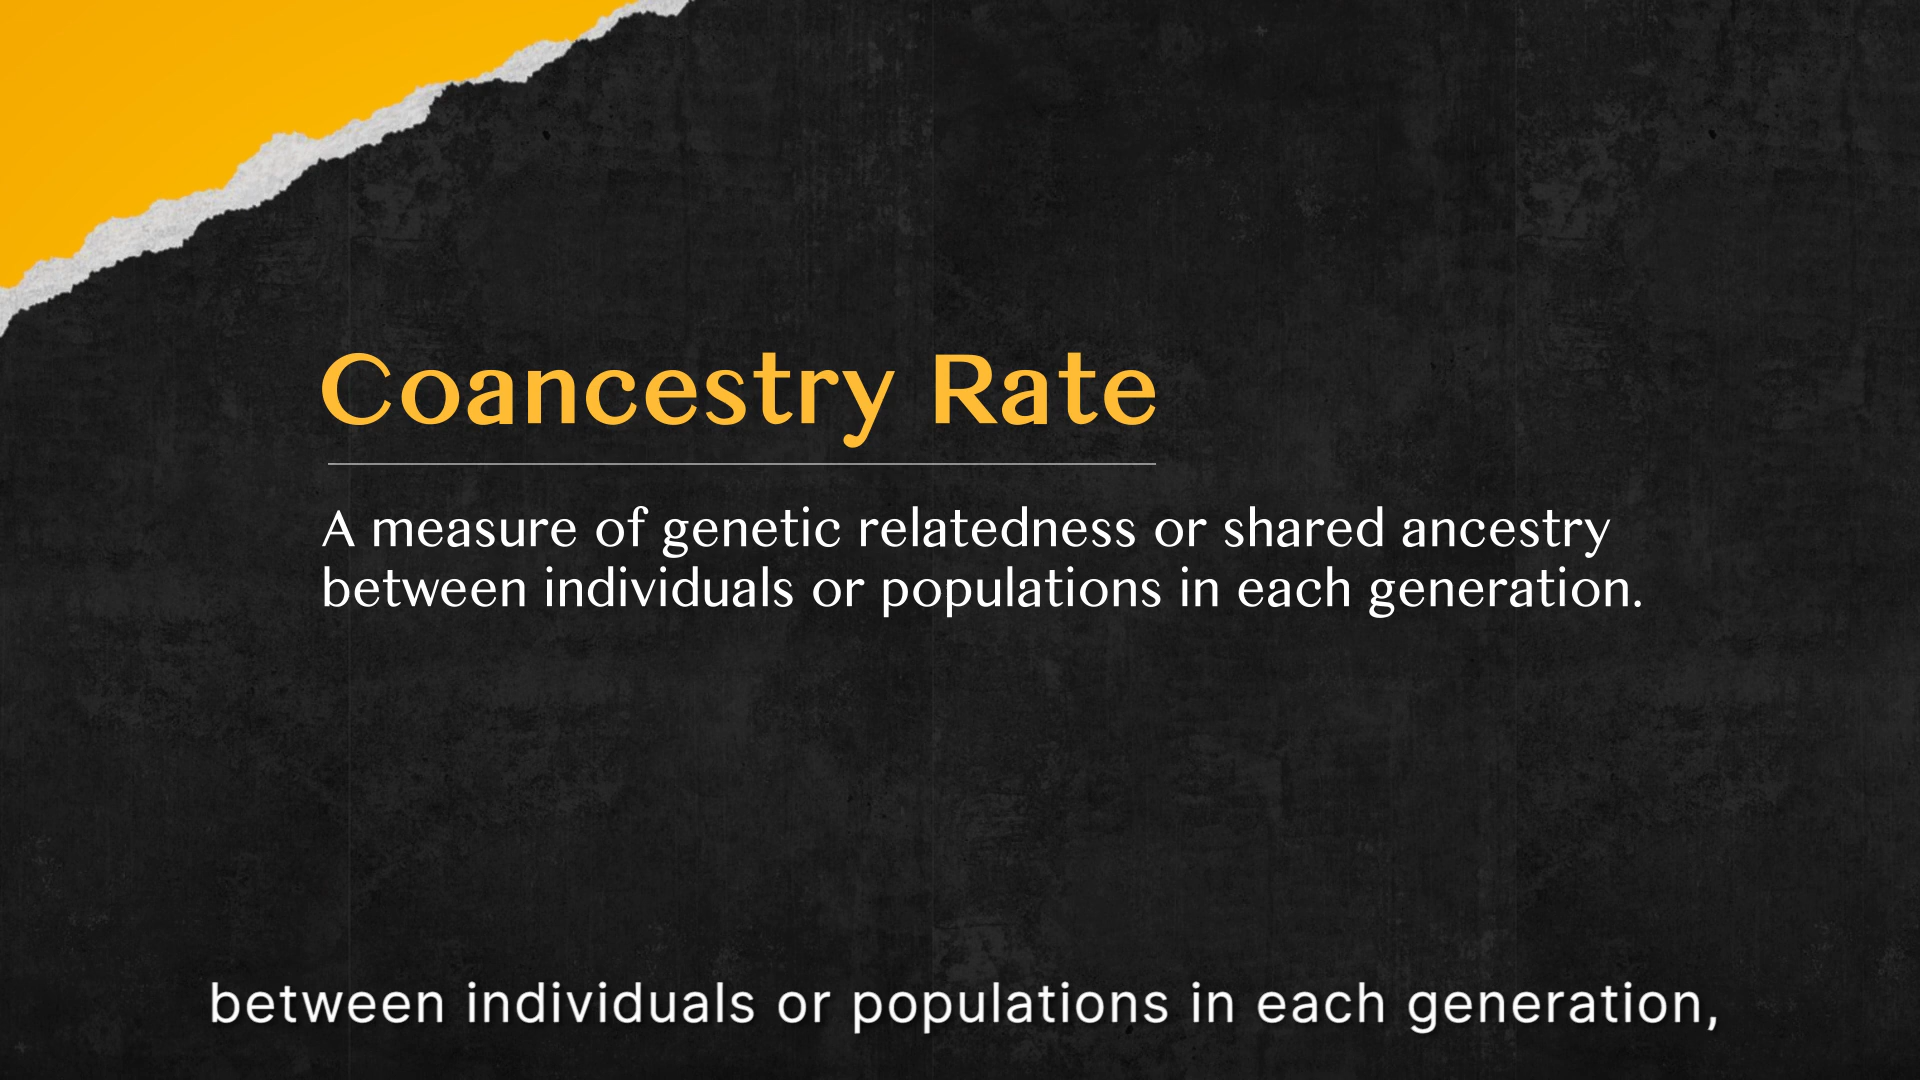 Coancestry Rate
A measure of genetic relatedness or shared ancestry
between individuals or populations in each generation.
between individuals or populations in each generation,